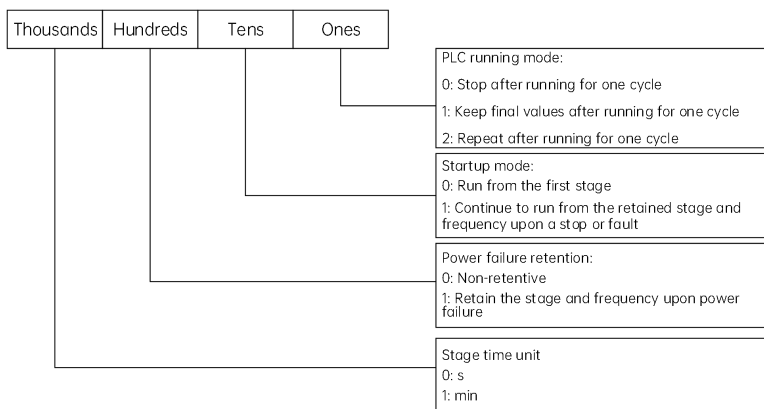 Thousands Hundreds Tens Ones
PLC running mode:
0: Stop after running for one cycle
1: Keep final values after running for one cycle
2: Repeat after running for one cycle
Startup mode:
0: Run from the first stage
1: Continue to run from the retained stage and
frequency upon a stop or fault
Power failure retention:
0: Non-retentive
1: Retain the stage and frequency upon power
failure
Stage time unit
0: s
1: min